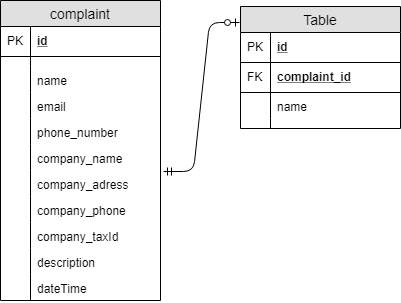 complaint
PK id
name
email
phone_number
company_name
company_adress
company_phone
company_taxId
description
dateTime
Table
PK id
FK complaint_id
name